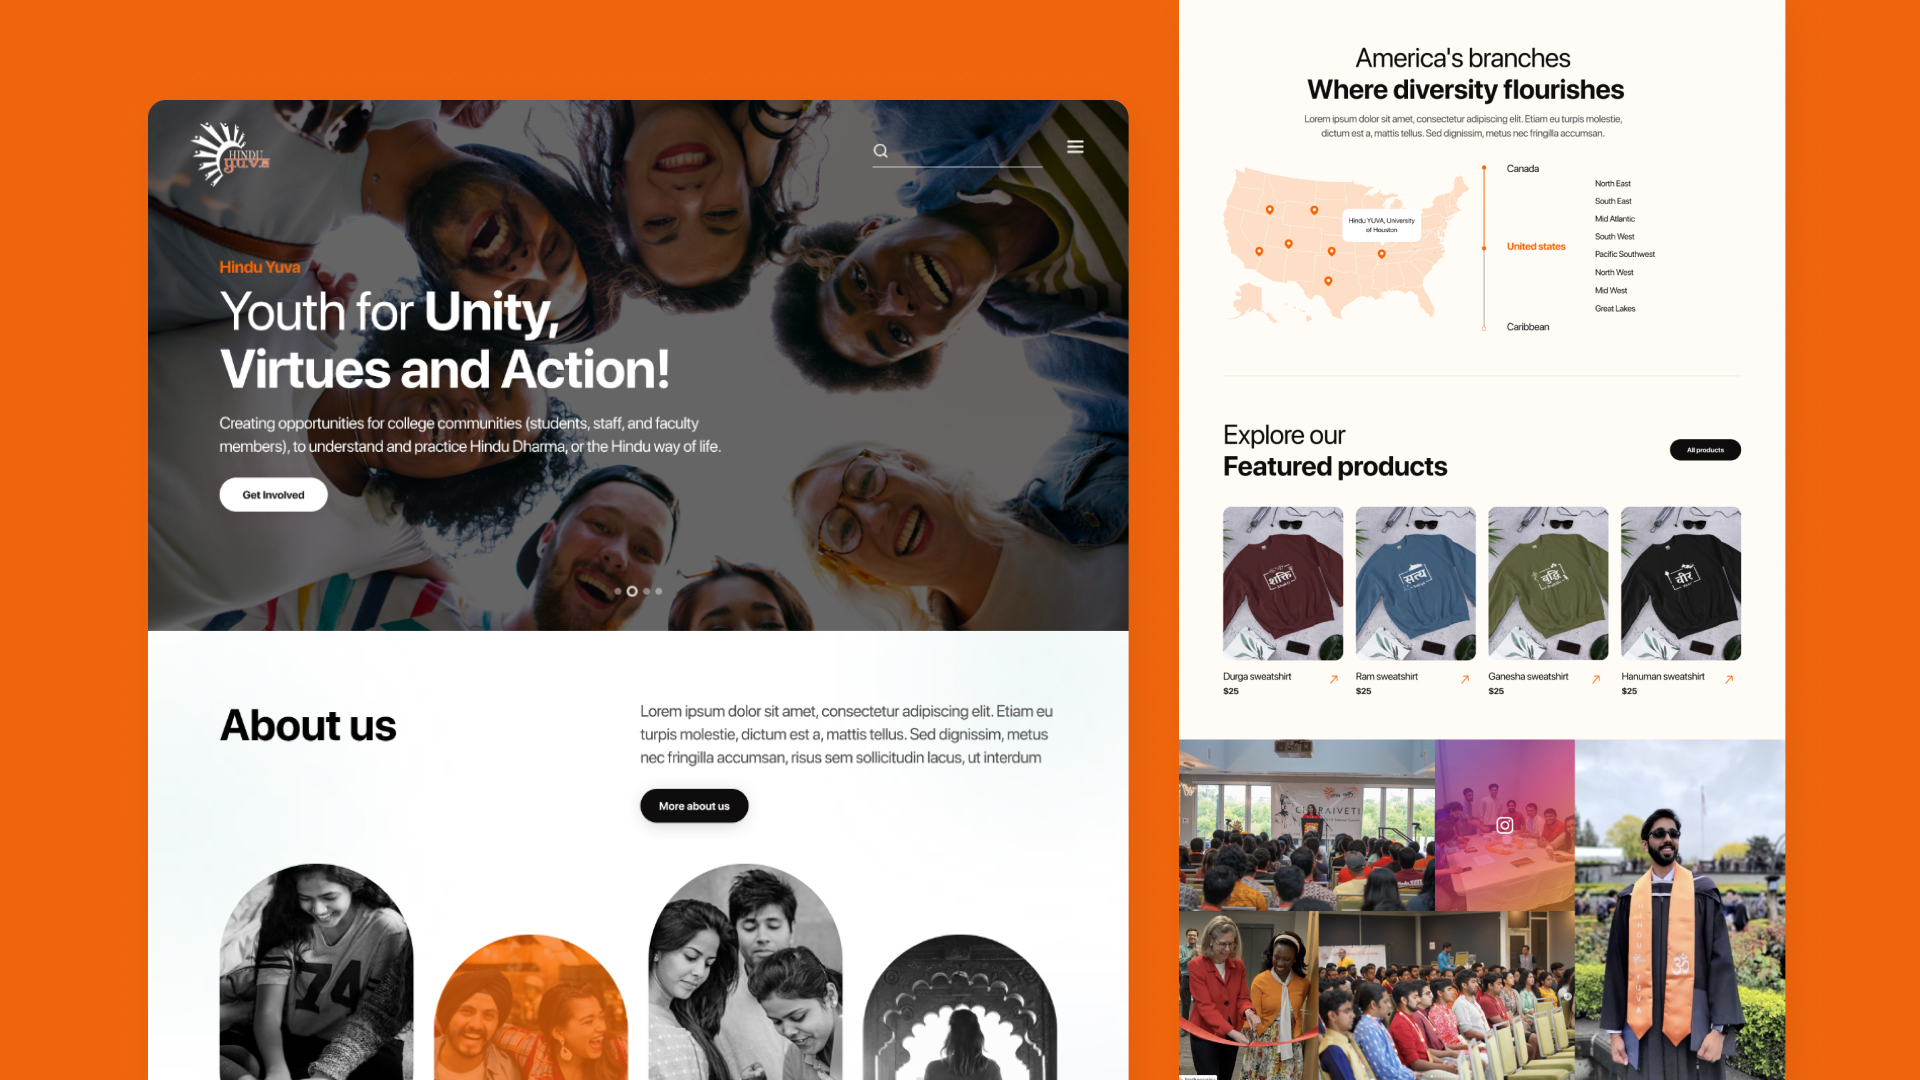 HINDU
yuva
Hindu Yuva
Youth for Unity,
Virtues and Action!
Creating opportunities for college communities (students, staff, and faculty
members), to understand and practice Hindu Dharma, or the Hindu way of life.
Get Involved
About us
Lorem ipsum dolor sit amet, consectetur adipiscing elit. Etiam eu
turpis molestie, dictum est a, mattis tellus. Sed dignissim, metus
nec fringilla accumsan, risus sem sollicitudin lacus, ut interdum
More about us
74
America's branches
Where diversity flourishes
Lorem ipsum dolor sit amet, consectetur adipiscing elit. Etiam eu turpis molestie,
dictum est a, mattis tellus. Sed dignissim, metus nec fringilla accumsan.
Hindu YUVA, University
of Houston
Canada
United states
Caribbean
North East
South East
Mid Atlantic
South West
Pacific Southwest
North West
Mid West
Great Lakes
Explore our
Featured products
All products
शक्ति
सत्य
बुद्धि
वीर
Durga sweatshirt
$25
Ram sweatshirt
$25
Ganesha sweatshirt
$25
Hanuman sweatshirt
$25
CHARAIVETI
HINDU YUVA
ॐ